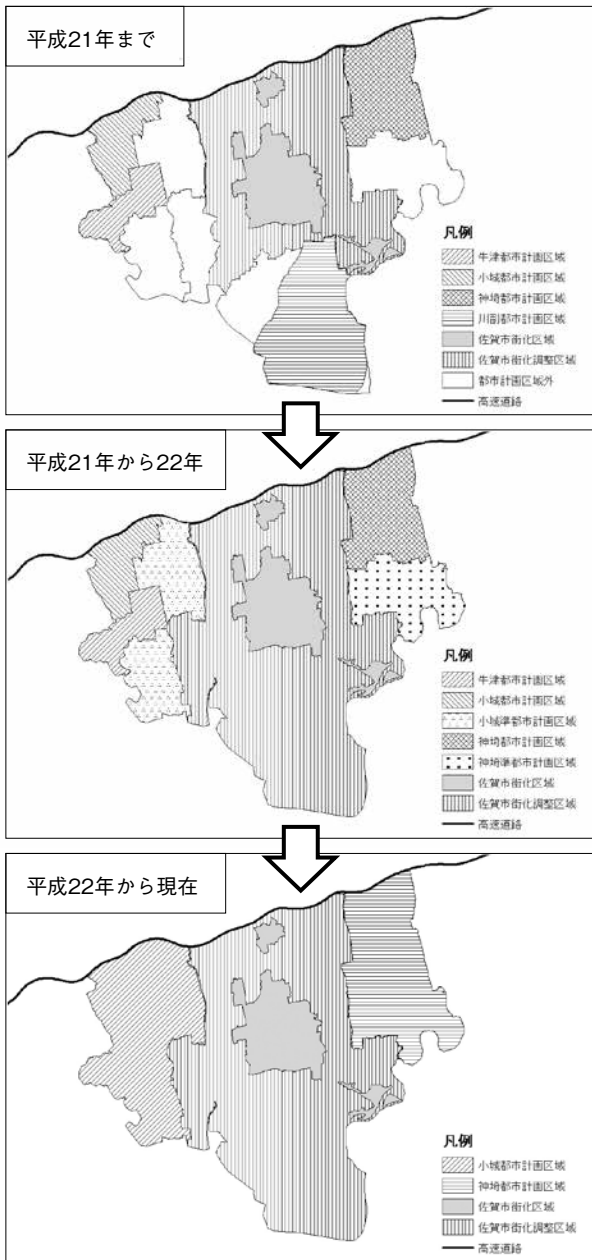 平成21年まで
凡例
牛津都市計画区域
小城都市計画区域
神埼都市計画区域
川副都市計画区域
佐賀市街化区域
佐賀市街化調整区域
都市計画区域外
高速道路
平成21年から22年
凡例
牛津都市計画区域
小城都市計画区域
小城準都市計画区域
神埼都市計画区域
神埼準都市計画区域
佐賀市街化区域
佐賀市街化調整区域
高速道路
平成22年から現在
凡例
小城都市計画区域
神埼都市計画区域
佐賀市街化区域
佐賀市街化調整区域
高速道路